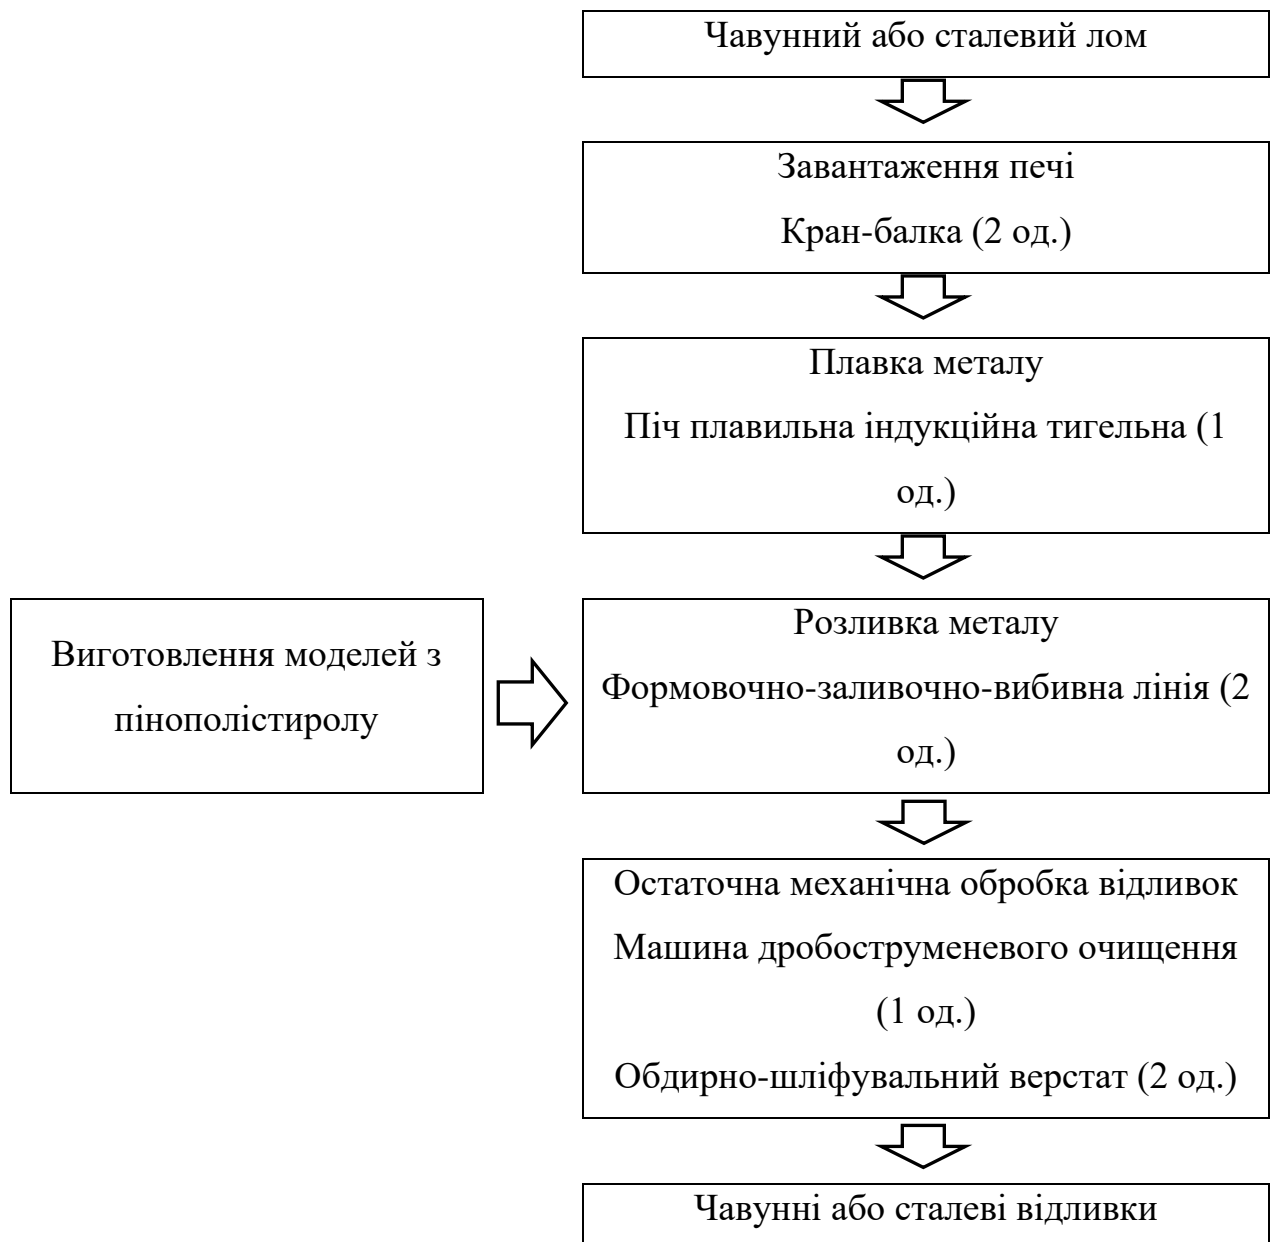 Чавунний або сталевий лом
Завантаження печі
Кран-балка (2 од.)
Плавка металу
Піч плавильна індукційна тигельна (1
од.)
Виготовлення моделей з
пінополістиролу
Розливка металу
Формовочно-заливочно-вибивна лінія (2
од.)
Остаточна механічна обробка відливок
Машина дробоструменевого очищення
(1 од.)
Обдирно-шліфувальний верстат (2 од.)
Чавунні або сталеві відливки